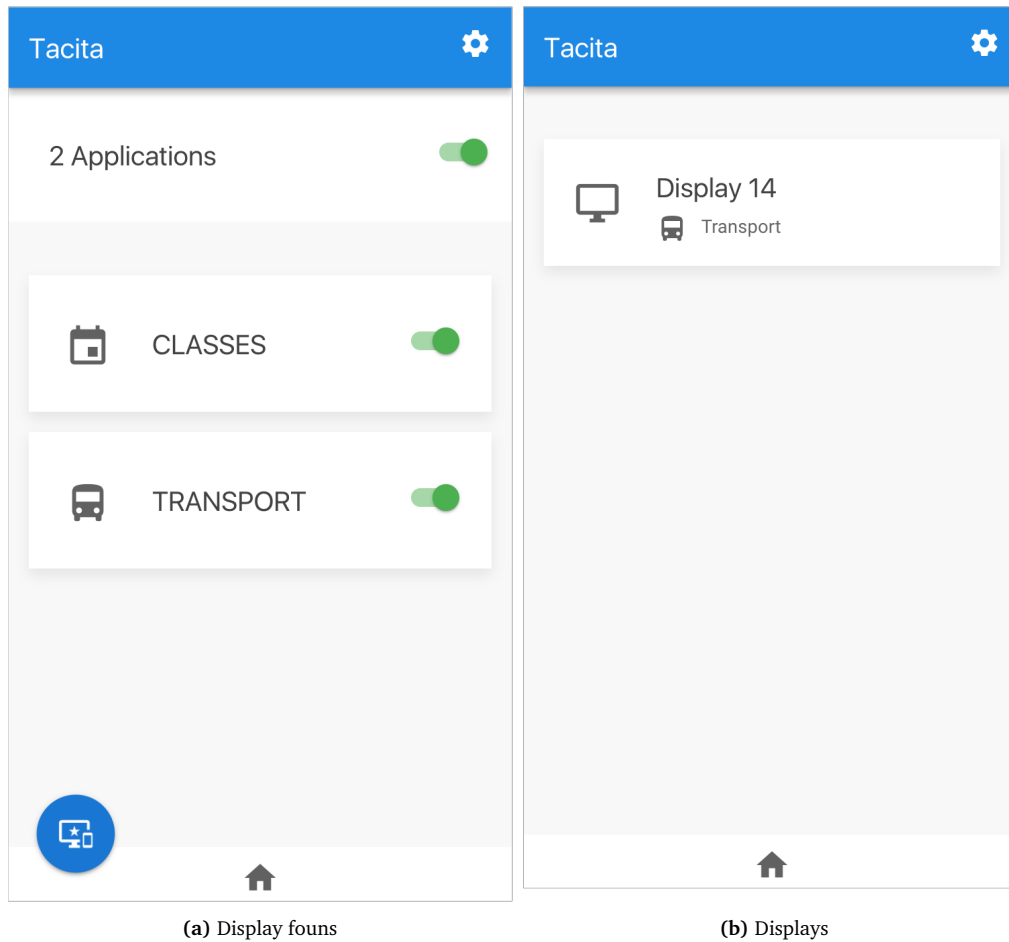 Tacita
2 Applications
CLASSES
TRANSPORT
(a) Display founs
Tacita
Display 14
Transport
(b) Displays